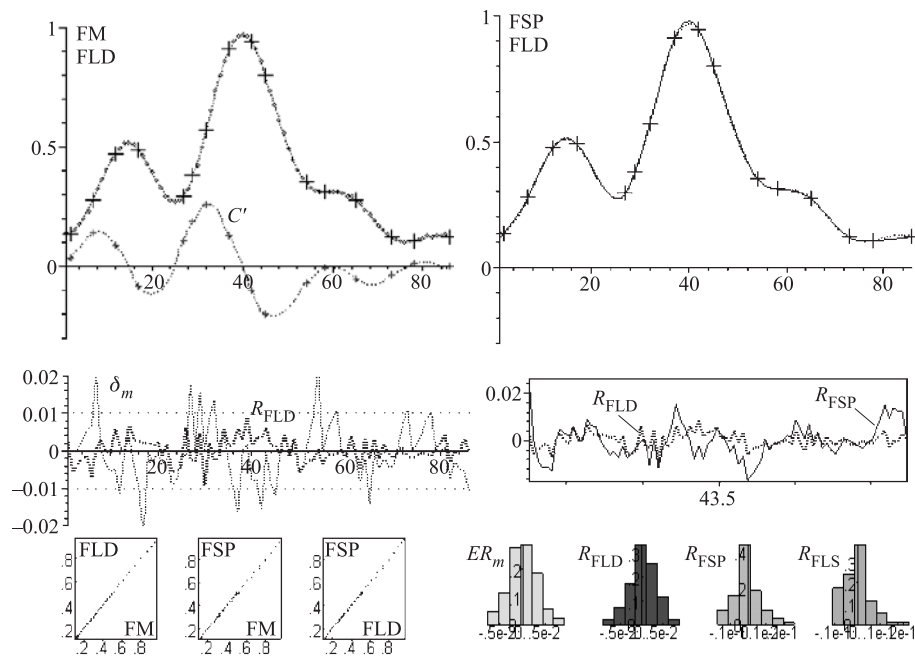 FM
FLD
1
0.5
0
C′
20
40
60
80
FSP
FLD
1
0.5
0
20
40
60
80
0.02
0.01
0
−0.01
−0.02
δm
RFLD
20
40
60
80
0.02
0
RFLD
RFSP
43.5
FLD
FM
.8
.6
.4
.2
.2 .4 .6 .8
FSP
FM
.8
.6
.4
.2
.2 .4 .6 .8
FSP
FLD
.8
.6
.4
.2
.2 .4 .6 .8
ERm
RFLD
RFSP
RFLS